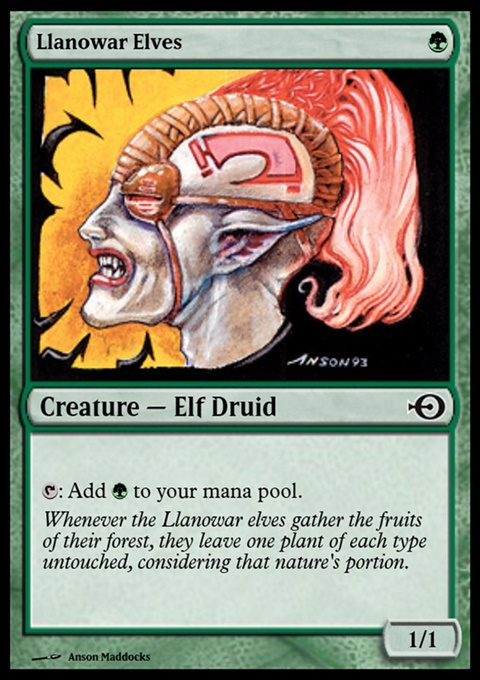 Llanowar Elves
ANSON93
Creature — Elf Druid
: Add to your mana pool.
Whenever the Llanowar elves gather the fruits
of their forest, they leave one plant of each type
untouched, considering that nature's portion.
1/1
Anson Maddocks